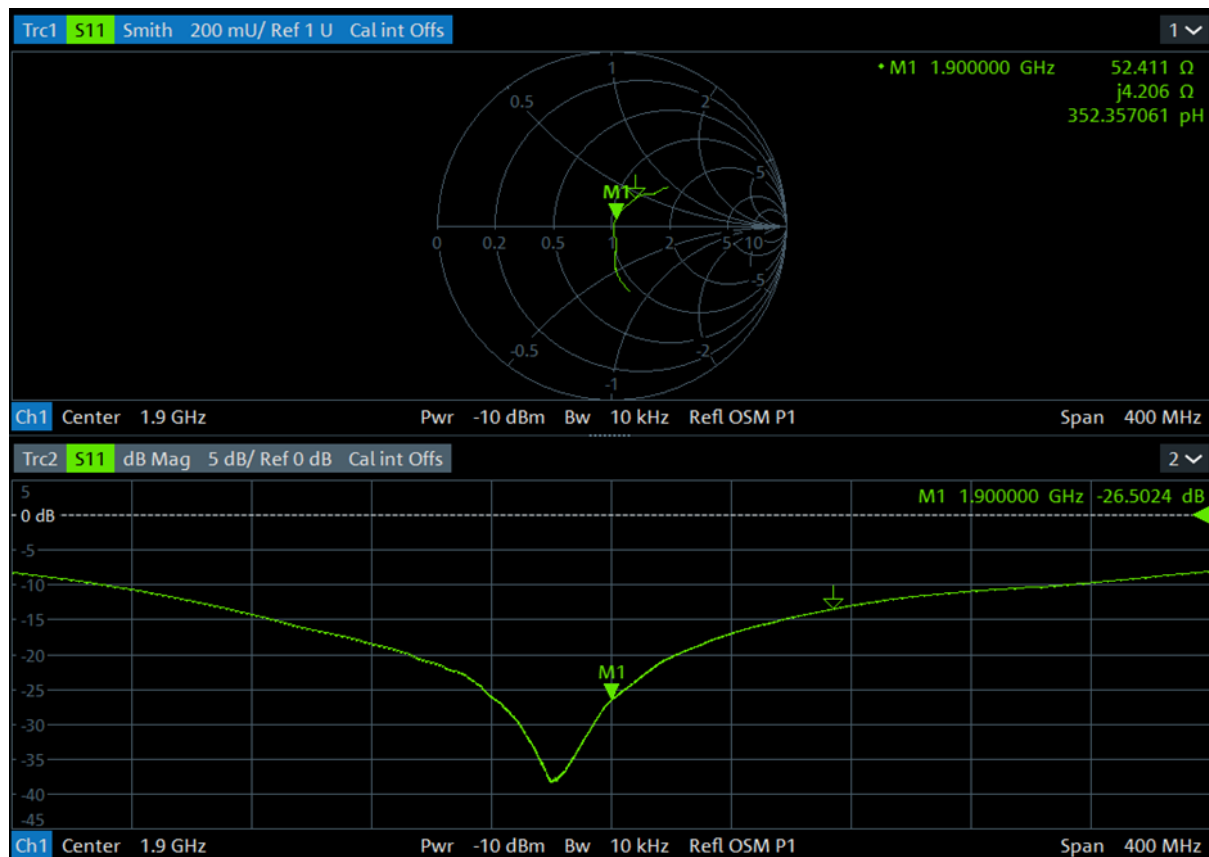 Trc1 S11 Smith 200 mU/ Ref 1 U Cal int Offs 1
• M1 1.900000 GHz 52.411 Ω
j4.206 Ω
352.357061 pH
1
0.5 2
5
M1
0 0.2 0.5 1 2 5 10
-5
-0.5 -2
-1
Ch1 Center 1.9 GHz Pwr -10 dBm Bw 10 kHz Refl OSM P1 Span 400 MHz
Trc2 S11 dB Mag 5 dB/ Ref 0 dB Cal int Offs 2
5
M1 1.900000 GHz -26.5024 dB
0 dB
-5
-10
-15
-20
M1
-25
-30
-35
-40
-45
Ch1 Center 1.9 GHz Pwr -10 dBm Bw 10 kHz Refl OSM P1 Span 400 MHz